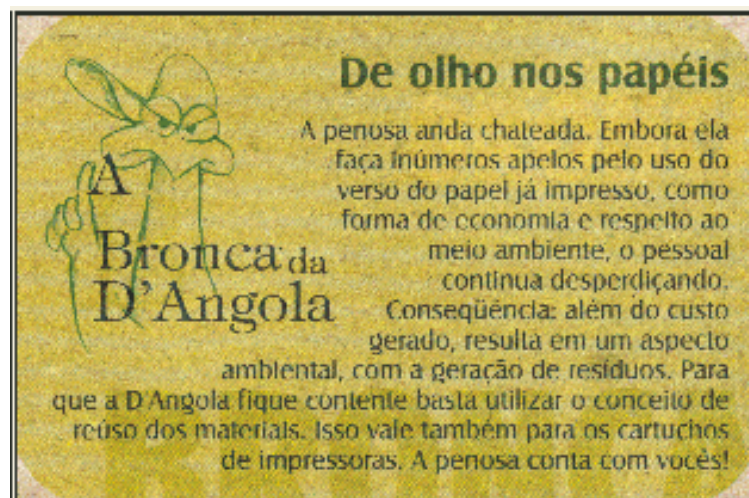 De olho nos papéis
A penosa anda chateada. Embora ela
faça inúmeros apelos pelo uso do
verso do papel já impresso, como
forma de economia e respeito ao
meio ambiente, o pessoal
continua desperdiçando.
Conseqüência: além do custo
gerado, resulta em um aspecto
ambiental, com a geração de resíduos. Para
que a D'Angola fique contente basta utilizar o conceito de
reúso dos materiais. Isso vale também para os cartuchos
de impressoras. A penosa conta com vocês!
A
Bronca da
D'Angola